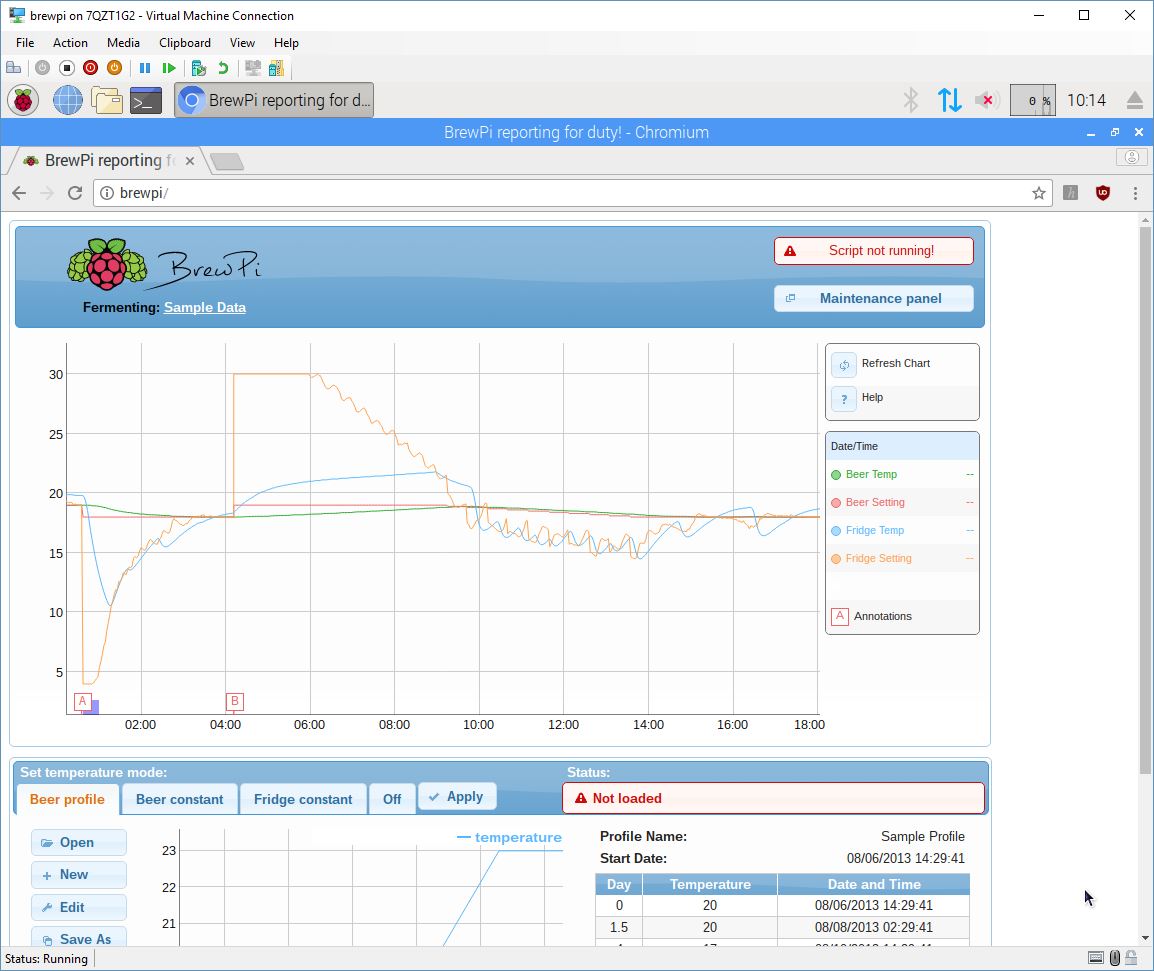 brewpi on 7QZT1G2 - Virtual Machine Connection
File Action Media Clipboard View Help
BrewPi reporting for d...
0 %
10:14
BrewPi reporting for duty! - Chromium
BrewPi reporting f
brewpi/
BrewPi
Script not running!
Maintenance panel
Fermenting: Sample Data
30
25
20
15
10
5
A
B
02:00 04:00 06:00 08:00 10:00 12:00 14:00 16:00 18:00
Refresh Chart
? Help
Date/Time
Beer Temp --
Beer Setting --
Fridge Temp --
Fridge Setting --
A Annotations
Set temperature mode:
Beer profile Beer constant Fridge constant Off Apply
Status:
Not loaded
Open
New
Edit
Save As
temperature
23
22
21
Profile Name: Sample Profile
Start Date: 08/06/2013 14:29:41
Day Temperature Date and Time
0 20 08/06/2013 14:29:41
1.5 20 08/08/2013 02:29:41
Status: Running